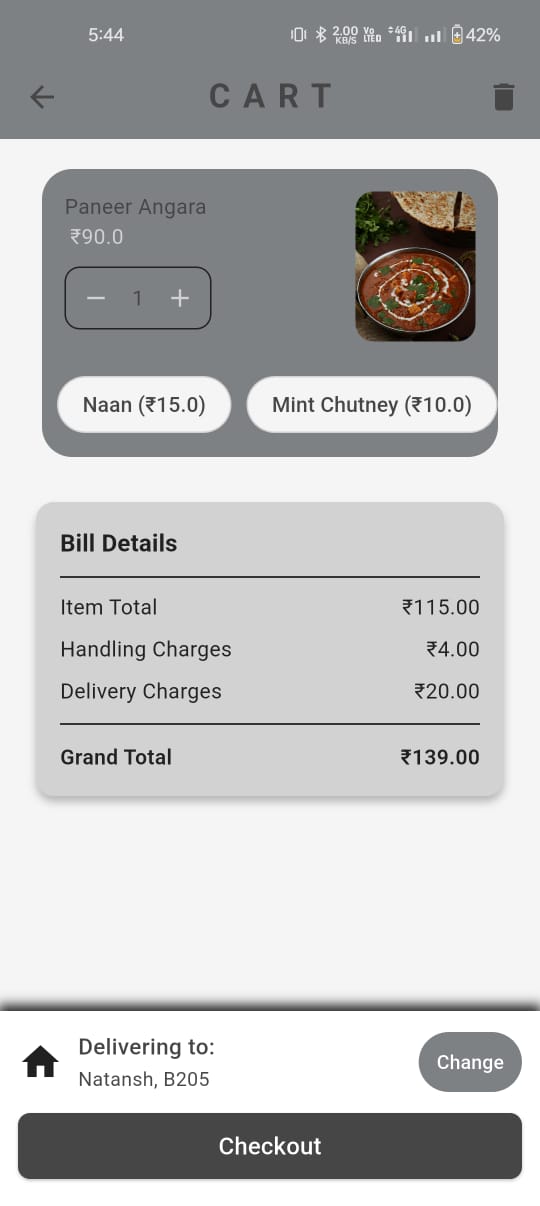 5:44 2.00 KB/S Vo LTE 4G 42%
CART
Paneer Angara
₹90.0
1
Naan (₹15.0) Mint Chutney (₹10.0)
Bill Details
Item Total ₹115.00
Handling Charges ₹4.00
Delivery Charges ₹20.00
Grand Total ₹139.00
Delivering to:
Natansh, B205
Change
Checkout